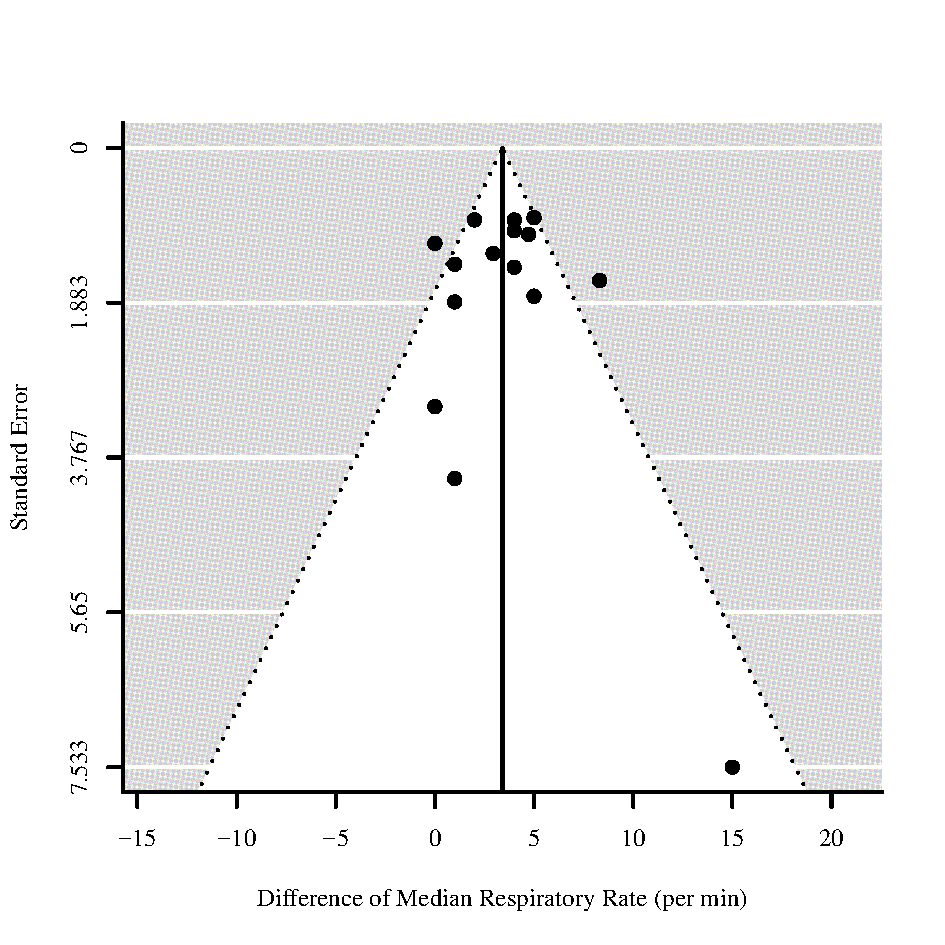 0
1.883
3.767
5.65
7.533
Standard Error
−15 −10 −5 0 5 10 15 20
Difference of Median Respiratory Rate (per min)